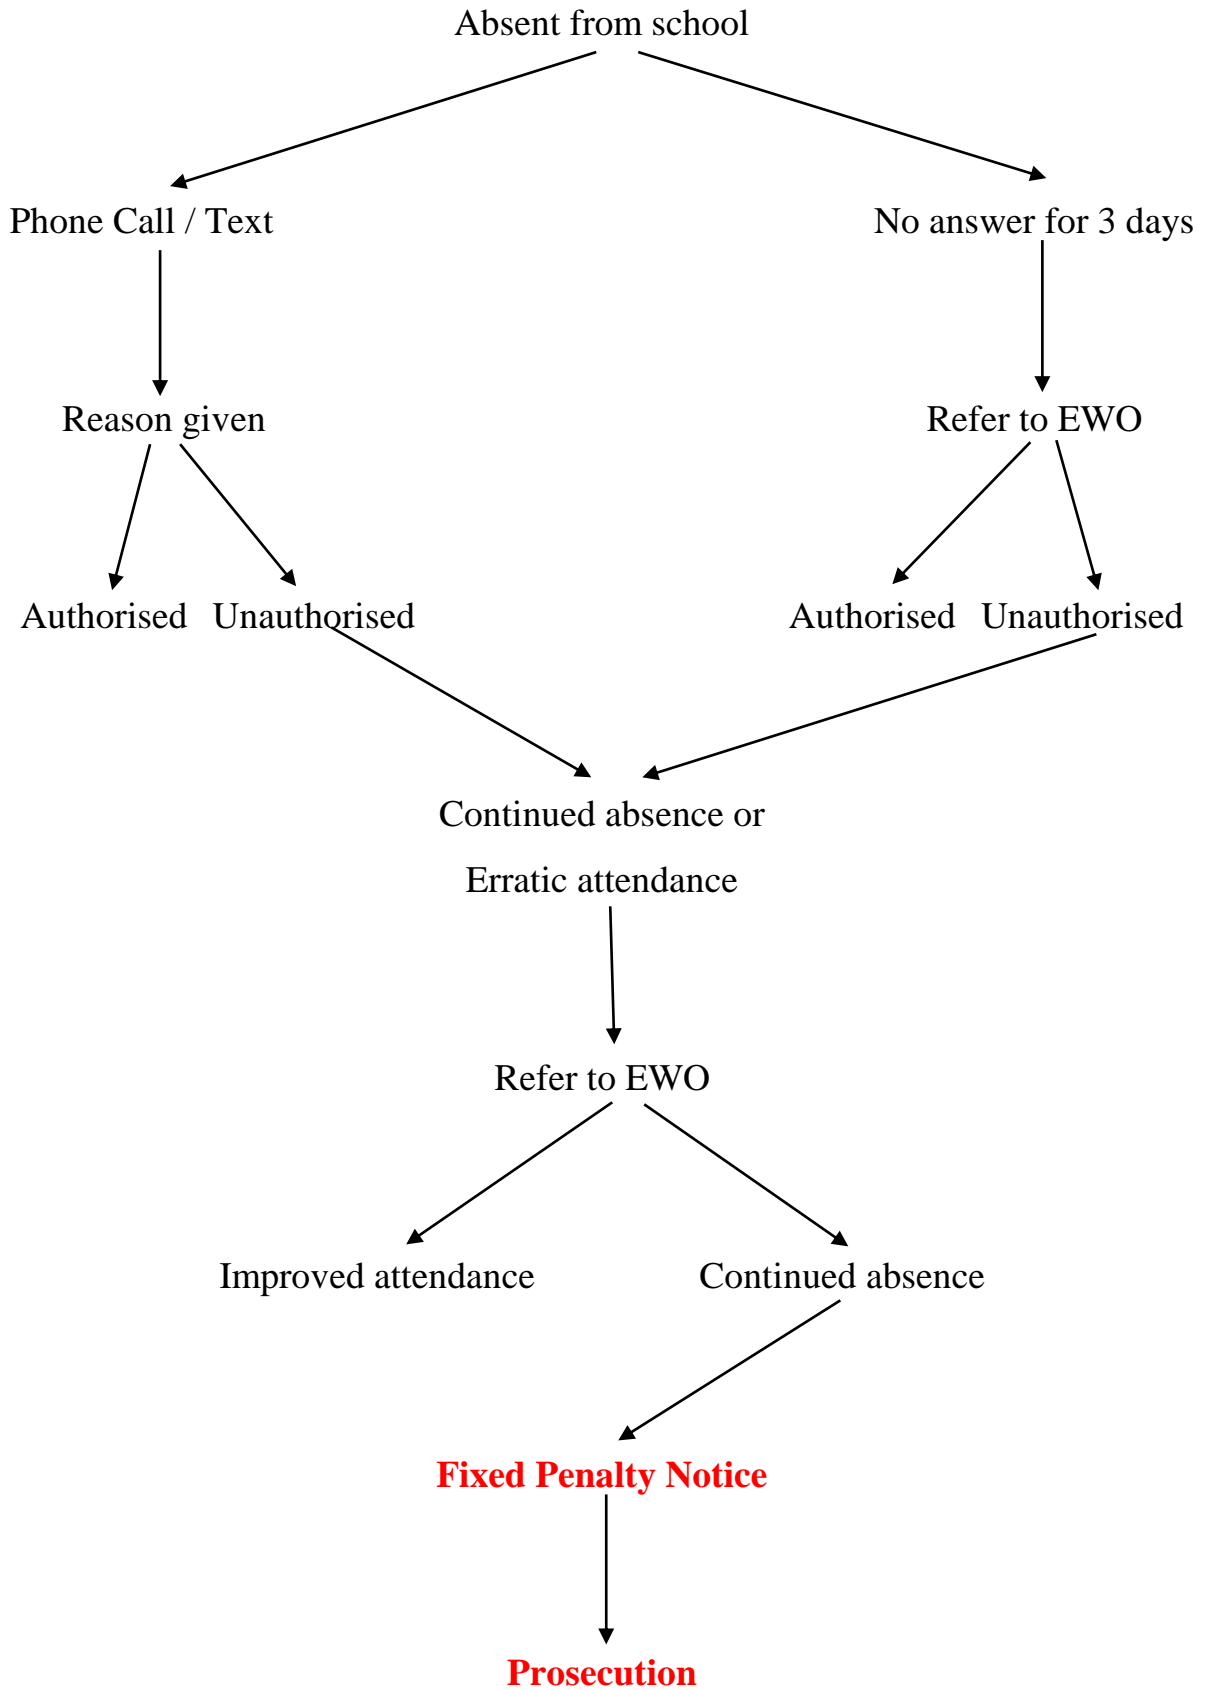 Absent from school
Phone Call / Text
No answer for 3 days
Reason given
Refer to EWO
Authorised
Unauthorised
Authorised
Unauthorised
Continued absence or
Erratic attendance
Refer to EWO
Improved attendance
Continued absence
Fixed Penalty Notice
Prosecution